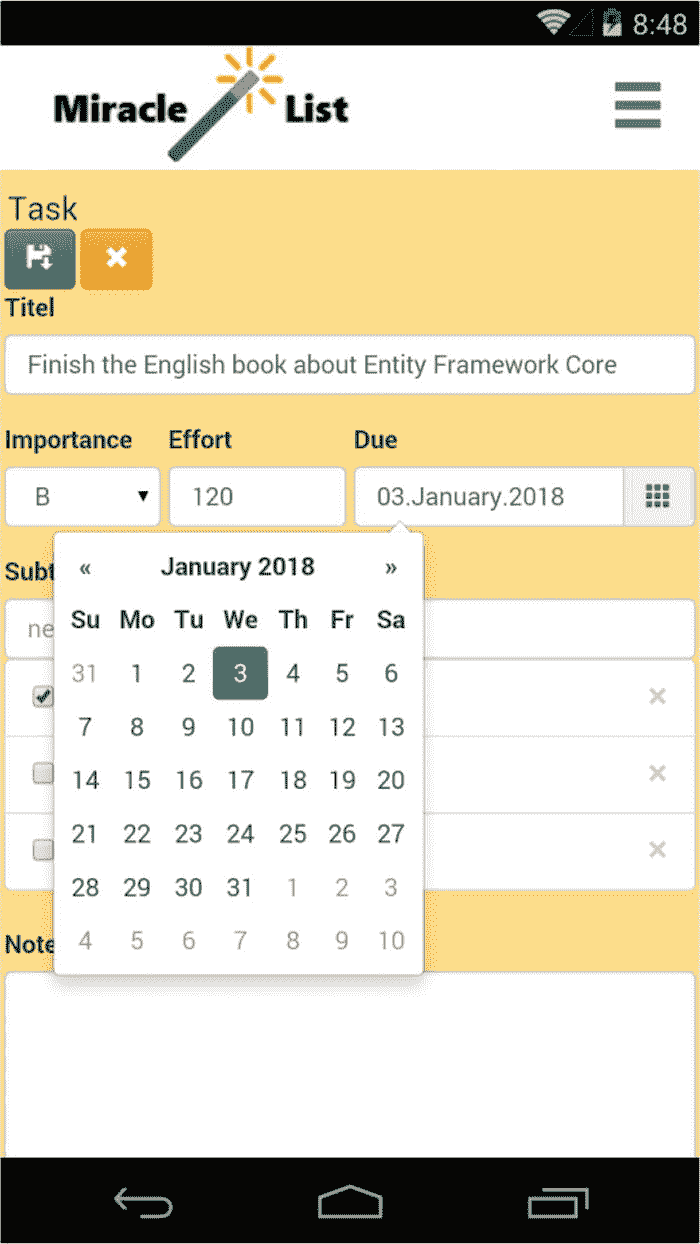 8:48
Miracle List
Task
Titel
Finish the English book about Entity Framework Core
Importance Effort Due
B 120 03.January.2018
« January 2018 »
Su Mo Tu We Th Fr Sa
31 1 2 3 4 5 6
7 8 9 10 11 12 13
14 15 16 17 18 19 20
21 22 23 24 25 26 27
28 29 30 31 1 2 3
4 5 6 7 8 9 10
Subt
ne
Note